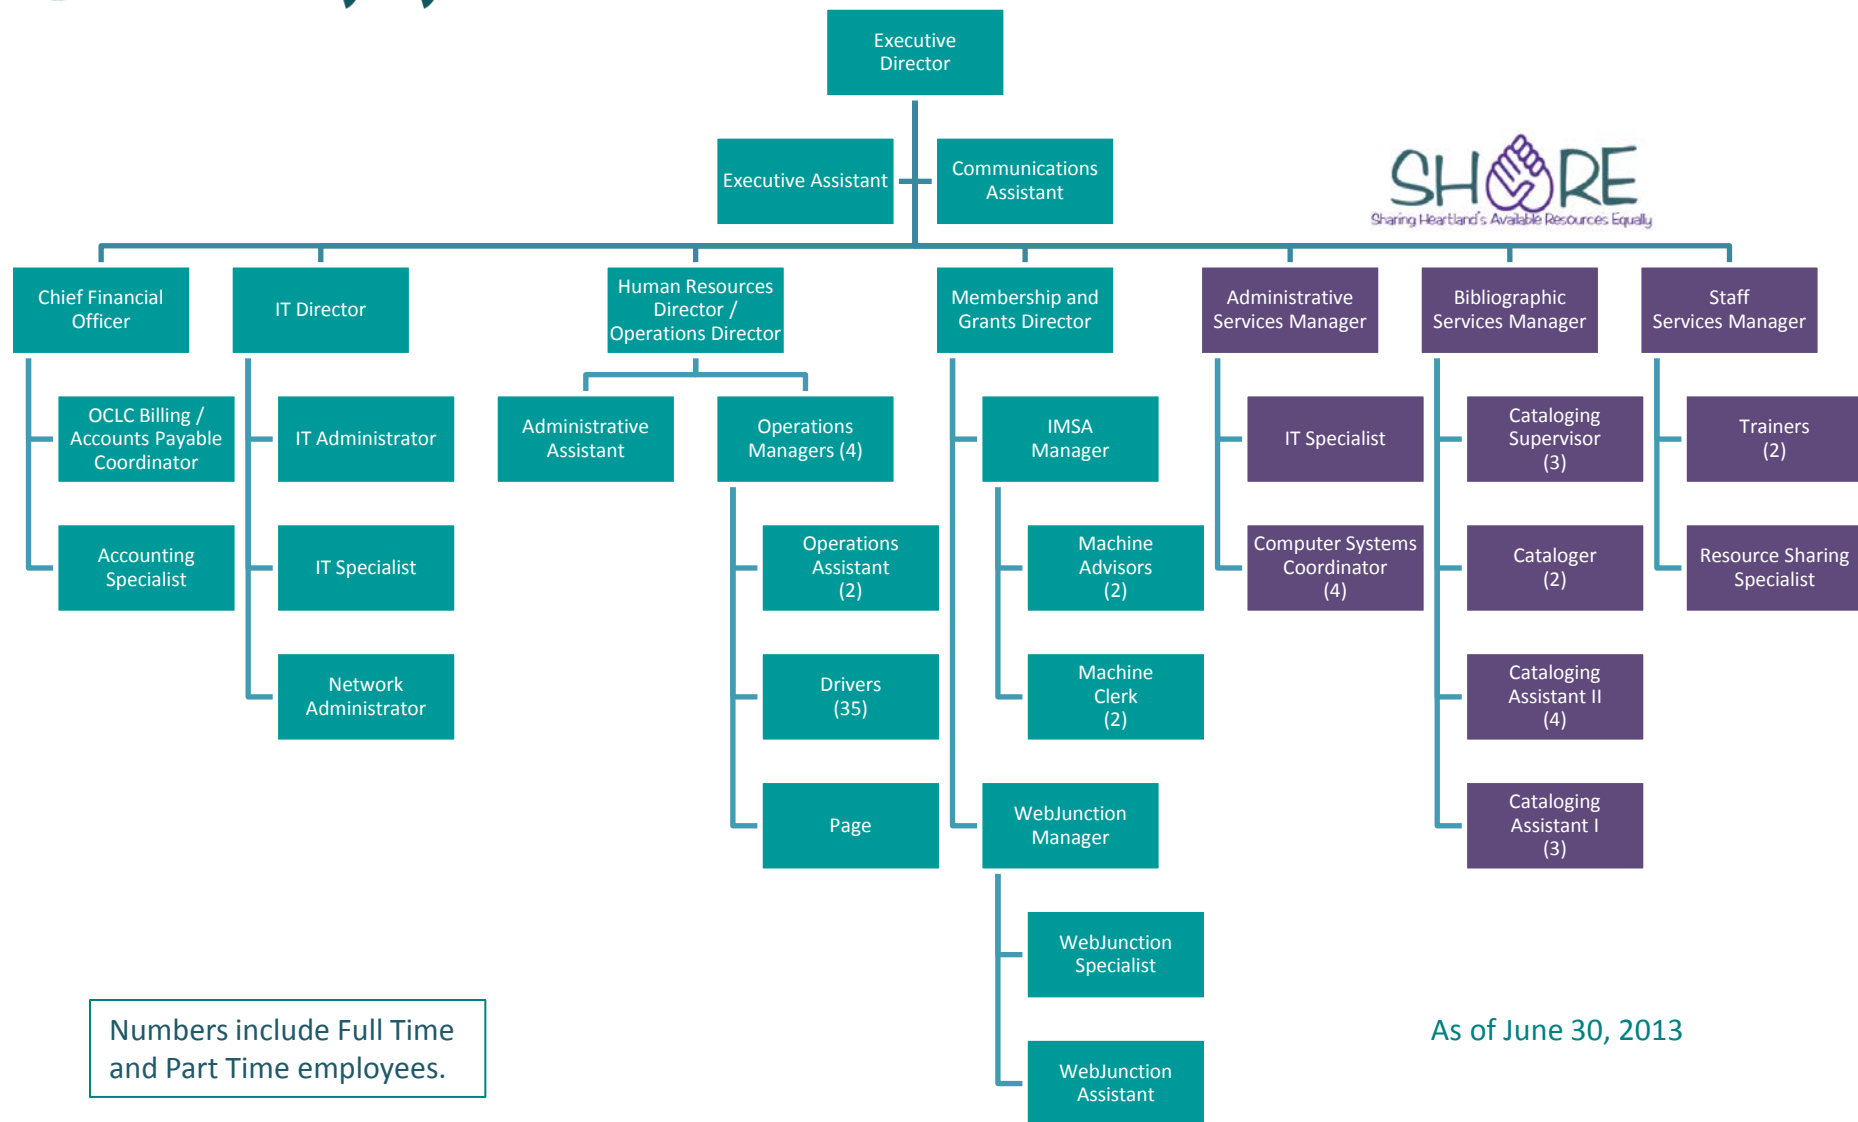 Executive
Director
Executive Assistant
Communications
Assistant
SHARE
Sharing Heartland's Available Resources Equally
Chief Financial
Officer
IT Director
Human Resources
Director /
Operations Director
Membership and
Grants Director
Administrative
Services Manager
Bibliographic
Services Manager
Staff
Services Manager
OCLC Billing /
Accounts Payable
Coordinator
IT Administrator
Administrative
Assistant
Operations
Managers (4)
IMSA
Manager
IT Specialist
Cataloging
Supervisor
(3)
Trainers
(2)
Accounting
Specialist
IT Specialist
Operations
Assistant
(2)
Machine
Advisors
(2)
Computer Systems
Coordinator
(4)
Cataloger
(2)
Resource Sharing
Specialist
Network
Administrator
Drivers
(35)
Machine
Clerk
(2)
Cataloging
Assistant II
(4)
Page
WebJunction
Manager
Cataloging
Assistant I
(3)
WebJunction
Specialist
WebJunction
Assistant
Numbers include Full Time
and Part Time employees.
As of June 30, 2013